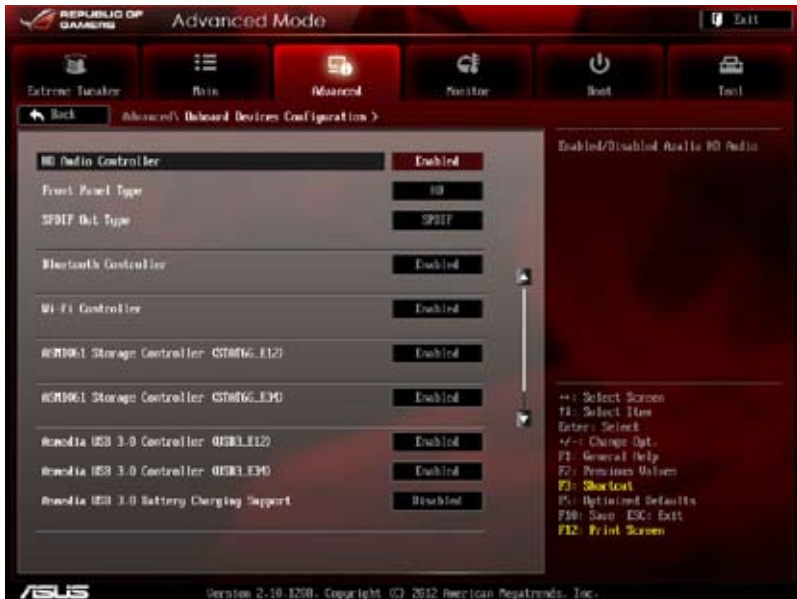 REPUBLIC OF GAMERS
Advanced Mode
Exit
Extreme Tweaker
Main
Advanced
Monitor
Boot
Tool
Back
Advanced\ Onboard Devices Configuration >
HD Audio Controller Enabled
Front Panel Type HD
SPDIF Out Type SPDIF
Bluetooth Controller Enabled
Wi-Fi Controller Enabled
ASM1061 Storage Controller Enabled
ASM1061 Storage Controller Enabled
Asmedia USB 3.0 Controller (USB3_E12) Enabled
Asmedia USB 3.0 Controller (USB3_E34) Enabled
Asmedia USB 3.0 Battery Charging Support Disabled
Enabled/Disabled Azalia HD Audio
↔: Select Screen
↑↓: Select Item
Enter: Select
+/-: Change Opt.
F1: General Help
F2: Previous Values
F3: Shortcut
F5: Optimized Defaults
F10: Save ESC: Exit
F12: Print Screen
ASUS
Version 2.10.1208. Copyright (C) 2012 American Megatrends, Inc.